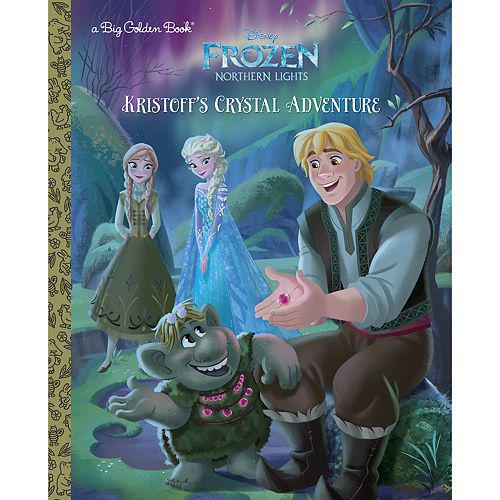 a Big Golden Book®
Disney
FROZEN
NORTHERN LIGHTS
KRISTOFF'S CRYSTAL ADVENTURE